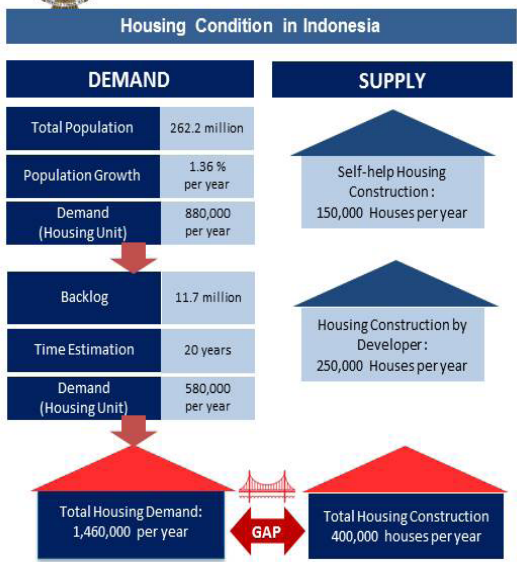 Housing Condition in Indonesia
DEMAND
Total Population
262.2 million
Population Growth
1.36 %
per year
Demand
(Housing Unit)
880,000
per year
Backlog
11.7 million
Time Estimation
20 years
Demand
(Housing Unit)
580,000
per year
Total Housing Demand:
1,460,000 per year
SUPPLY
Self-help Housing
Construction :
150,000 Houses per year
Housing Construction by
Developer :
250,000 Houses per year
GAP
Total Housing Construction
400,000 houses per year